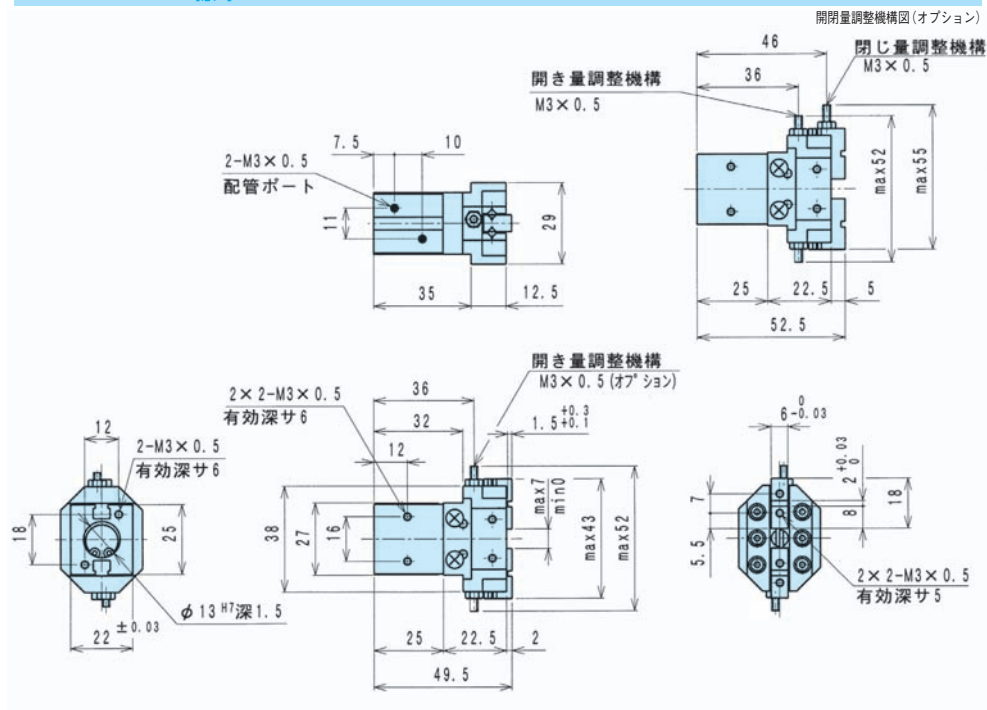 開閉量調整機構図(オプション)
46
閉じ量調整機構
M3×0.5
36
開き量調整機構
M3×0.5
max52
max55
25
22.5
5
52.5
7.5
10
2-M3×0.5
配管ポート
11
29
35
12.5
開き量調整機構
M3×0.5(オプション)
36
2×2-M3×0.5
有効深サ6
32
1.5 +0.3 +0.1
12
38
27
16
max7
min0
max43
max52
25
22.5
2
49.5
12
2-M3×0.5
有効深サ6
18
25
φ13 H7深1.5
22 ±0.03
6 0 -0.03
2 +0.03 0
7
8
18
5.5
2×2-M3×0.5
有効深サ5